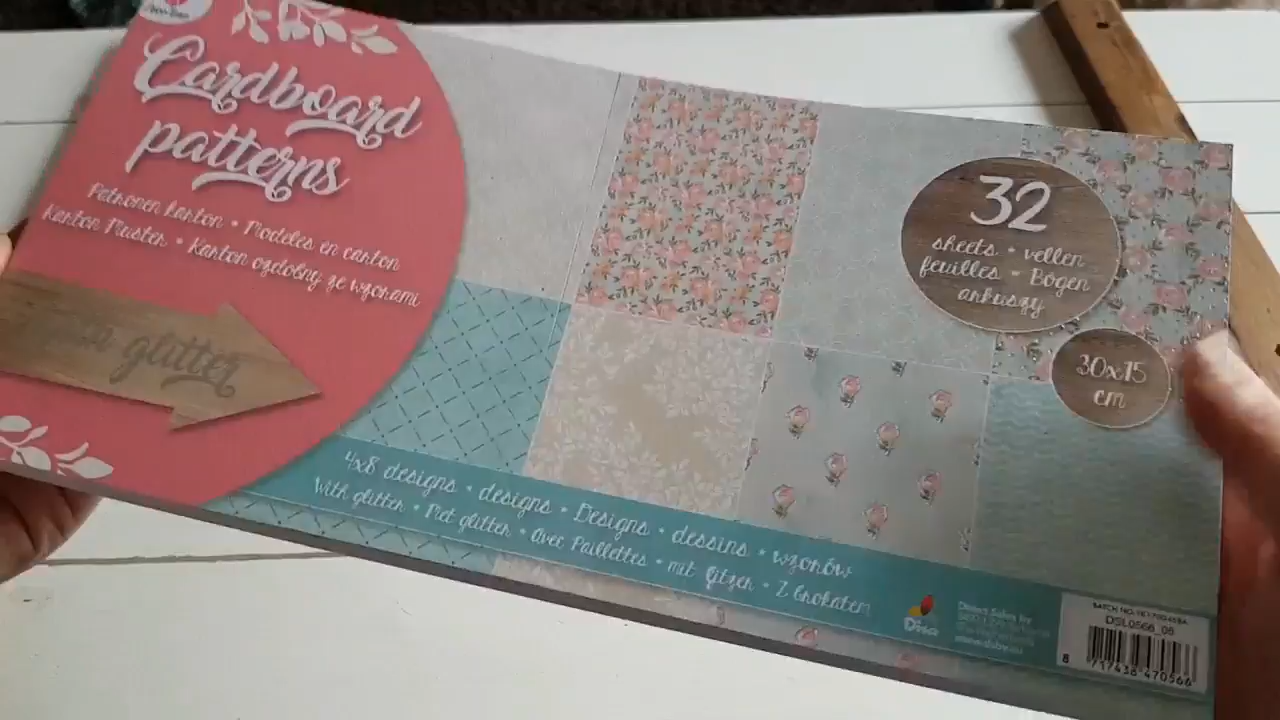 Cardboard
patterns
Patronen karton • Modeles en carton
Karton Muster • Karton ozdobny ze wzorami
glitter
32
sheets • vellen
feuilles • Bögen
arkuszy
30x15
cm
4x8 designs • designs • Designs • dessins • wzorów
With glitter • Met glitter • Avec Paillettes • mit Glitzer • Z Brokatem
Disa
DSL0566_06
8 717438 470566